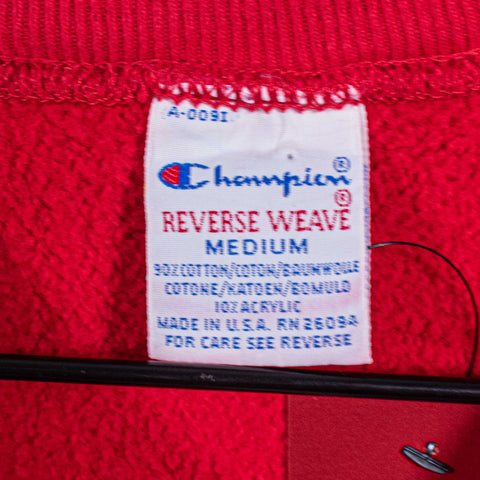 A-0091
Champion®
REVERSE WEAVE®
MEDIUM
90% COTTON/COTON/BAUMWOLLE
COTONE/KATOEN/BOMULD
10% ACRYLIC
MADE IN U.S.A. RN 26094
FOR CARE SEE REVERSE